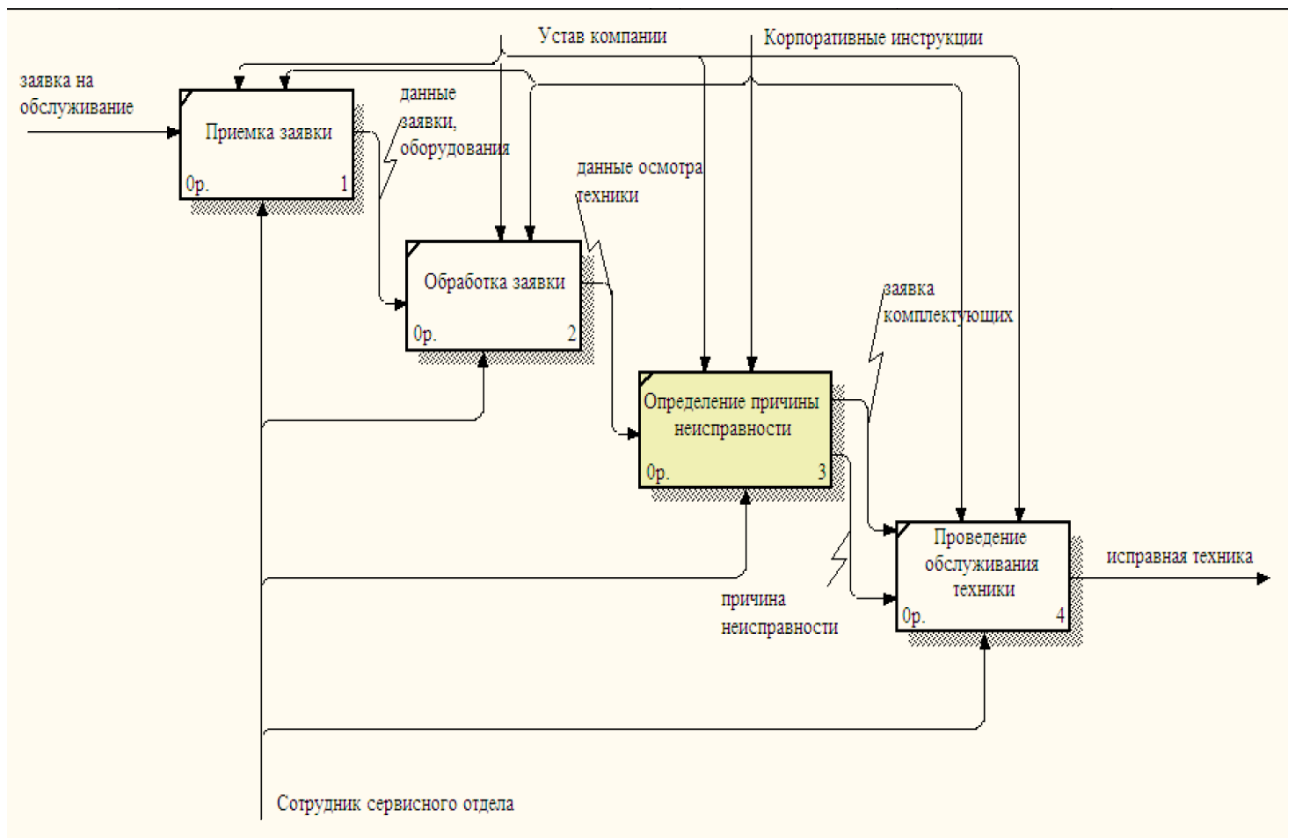 Устав компании
Корпоративные инструкции
заявка на
обслуживание
данные
заявки,
оборудования
Приемка заявки
0р. 1
данные осмотра
техники
Обработка заявки
0р. 2
заявка
комплектующих
Определение причины
неисправности
0р. 3
Проведение
обслуживания
техники
0р. 4
исправная техника
причина
неисправности
Сотрудник сервисного отдела